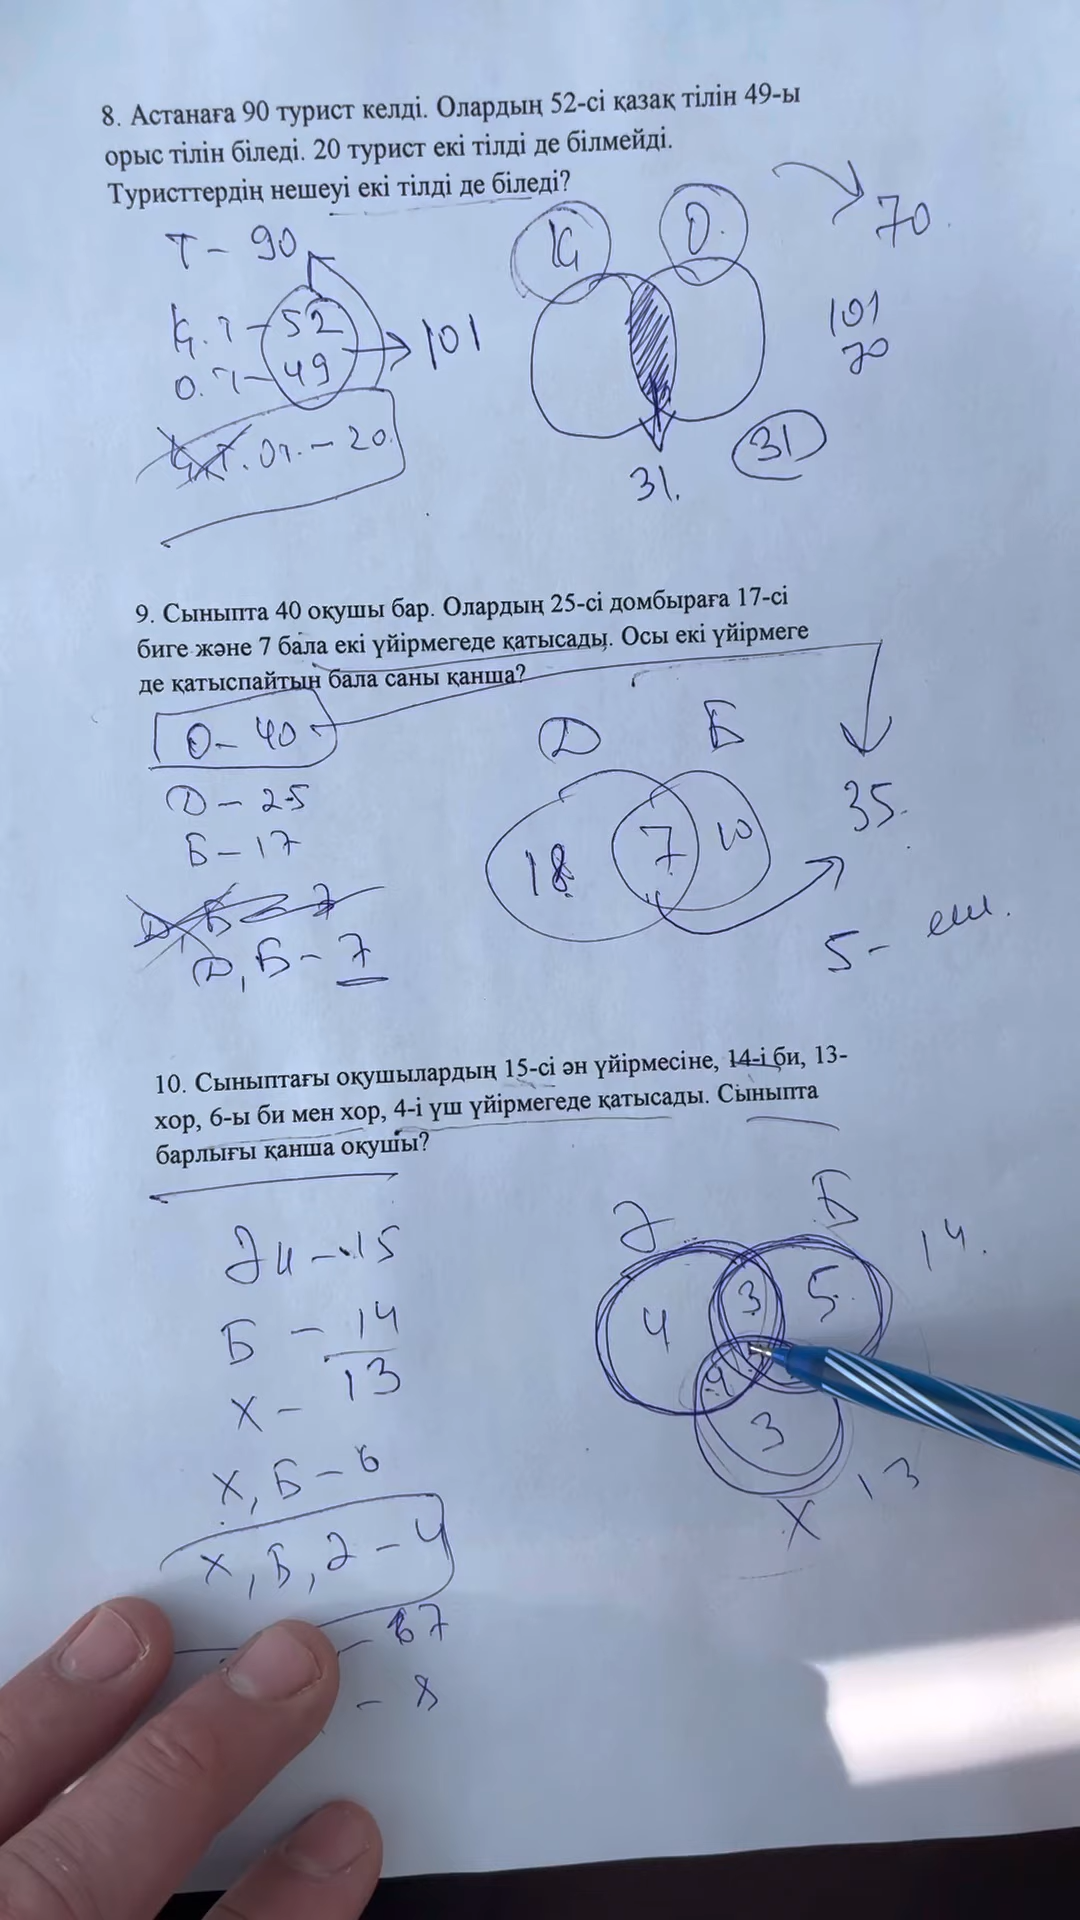 8. Астанаға 90 турист келді. Олардың 52-сі қазақ тілін 49-ы
орыс тілін біледі. 20 турист екі тілді де білмейді.
Туристтердің нешеуі екі тілді де біледі?
Т - 90
Қ.Т - 52
О.Т - 49
101
От. - 20
Қ О.
31.
70.
101
70
31
9. Сыныпта 40 оқушы бар. Олардың 25-сі домбыраға 17-сі
биге және 7 бала екі үйірмегеде қатысады. Осы екі үйірмеге
де қатыспайтын бала саны қанша?
О - 40
Д - 25
Б - 17
Д, Б - 7
Д Б
18 7 10
35.
5 -
10. Сыныптағы оқушылардың 15-сі ән үйірмесіне, 14-і би, 13-
хор, 6-ы би мен хор, 4-і үш үйірмегеде қатысады. Сыныпта
барлығы қанша оқушы?
Ән - 15
Б - 14
Х - 13
Х, Б - 6
Х, Б, Ә - 4
- 7
- 8
Ә Б
14.
4 3 5
4
3
Х 13